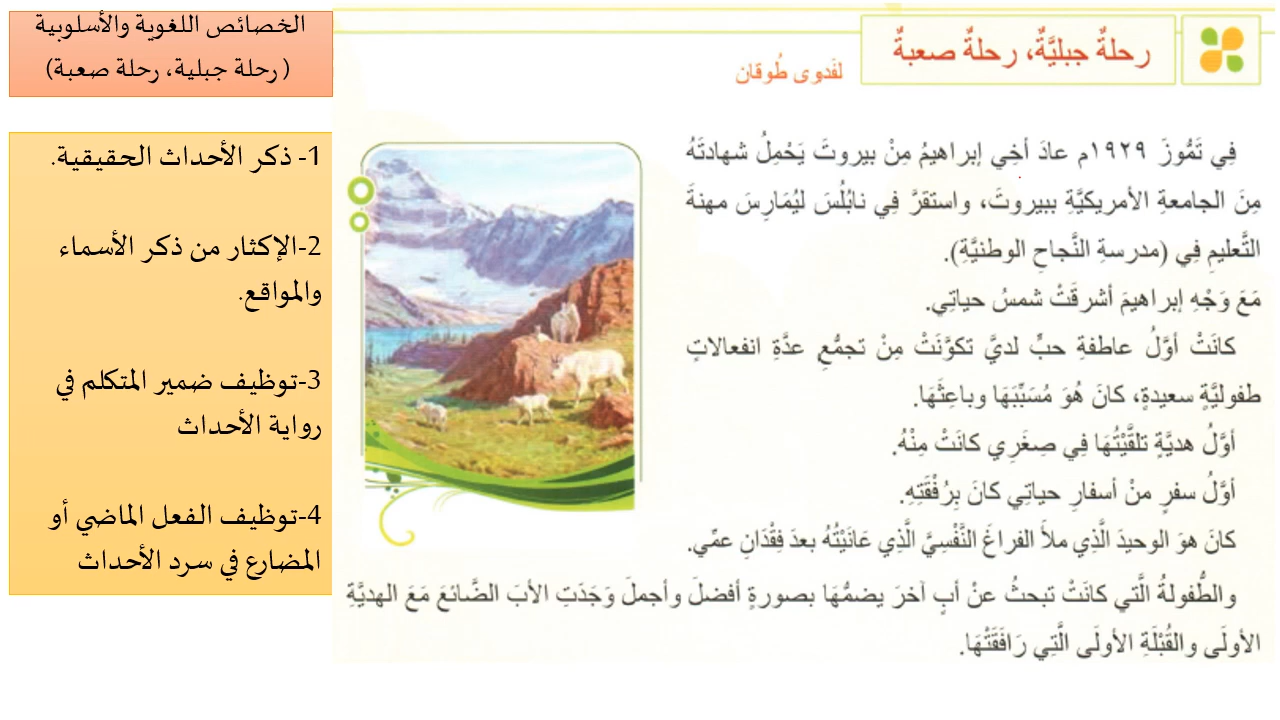 رحلةٌ جبليَّةٌ، رحلةٌ صعبةٌ
لفَدوى طُوقان
فِي تَمُّوزَ ١٩٢٩م عادَ أخِي إبراهيمُ مِنْ بيروتَ يَحْمِلُ شهادتَهُ
مِنَ الجامعةِ الأمريكيَّةِ ببيروتَ، واستقرَّ فِي نابُلُسَ ليُمَارِسَ مهنةَ
التَّعليمِ فِي (مدرسةِ النَّجاحِ الوطنيَّةِ).
مَعَ وَجْهِ إبراهيمَ أشرقَتْ شمسُ حياتِي.
كانَتْ أوَّلُ عاطفةِ حبٍّ لديَّ تكوَّنَتْ مِنْ تجمُّعِ عدَّةِ انفعالاتٍ
طفوليَّةٍ سعيدةٍ، كانَ هُوَ مُسَبِّبَهَا وباعِثَهَا.
أوَّلُ هديَّةٍ تلقَّيْتُهَا فِي صِغَرِي كانَتْ مِنْهُ.
أوَّلُ سفرٍ منْ أسفارِ حياتِي كانَ بِرُفْقَتِهِ.
كانَ هوَ الوحيدَ الَّذِي ملأَ الفراغَ النَّفْسِيَّ الَّذِي عَانَيْتُهُ بعدَ فِقْدَانِ عمِّي.
والطُّفولةُ الَّتي كانَتْ تبحثُ عنْ أبٍ آخرَ يضمُّهَا بصورةٍ أفضلَ وأجملَ وَجَدَتِ الأبَ الضَّائعَ مَعَ الهديَّةِ
الأولَى والقُبْلَةِ الأولَى الَّتِي رَافَقَتْهَا.
الخصائص اللغوية والأسلوبية
( رحلة جبلية، رحلة صعبة)
1- ذكر الأحداث الحقيقية.
2-الإكثار من ذكر الأسماء
والمواقع.
3-توظيف ضمير المتكلم في
رواية الأحداث
4-توظيف الفعل الماضي أو
المضارع في سرد الأحداث